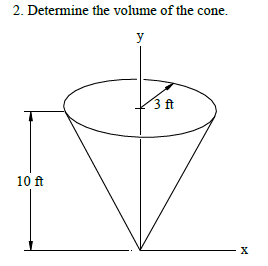 2. Determine the volume of the cone.
y
3 ft
10 ft
x